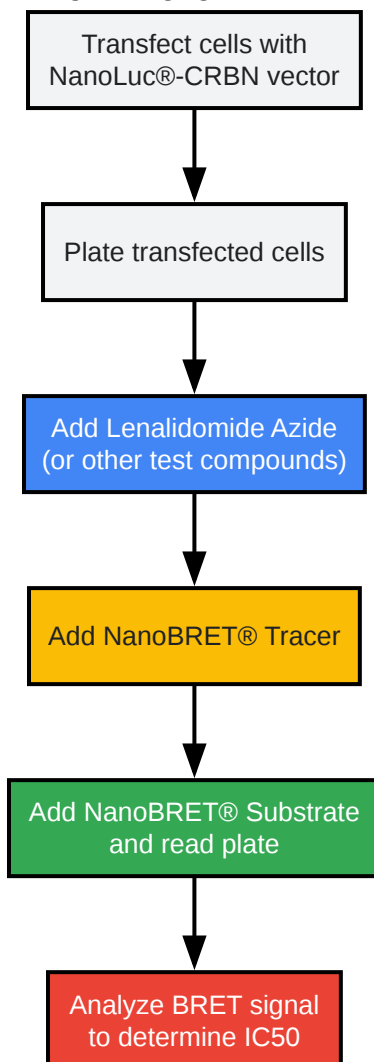 Transfect cells with
NanoLuc®-CRBN vector
Plate transfected cells
Add Lenalidomide Azide
(or other test compounds)
Add NanoBRET® Tracer
Add NanoBRET® Substrate
and read plate
Analyze BRET signal
to determine IC50